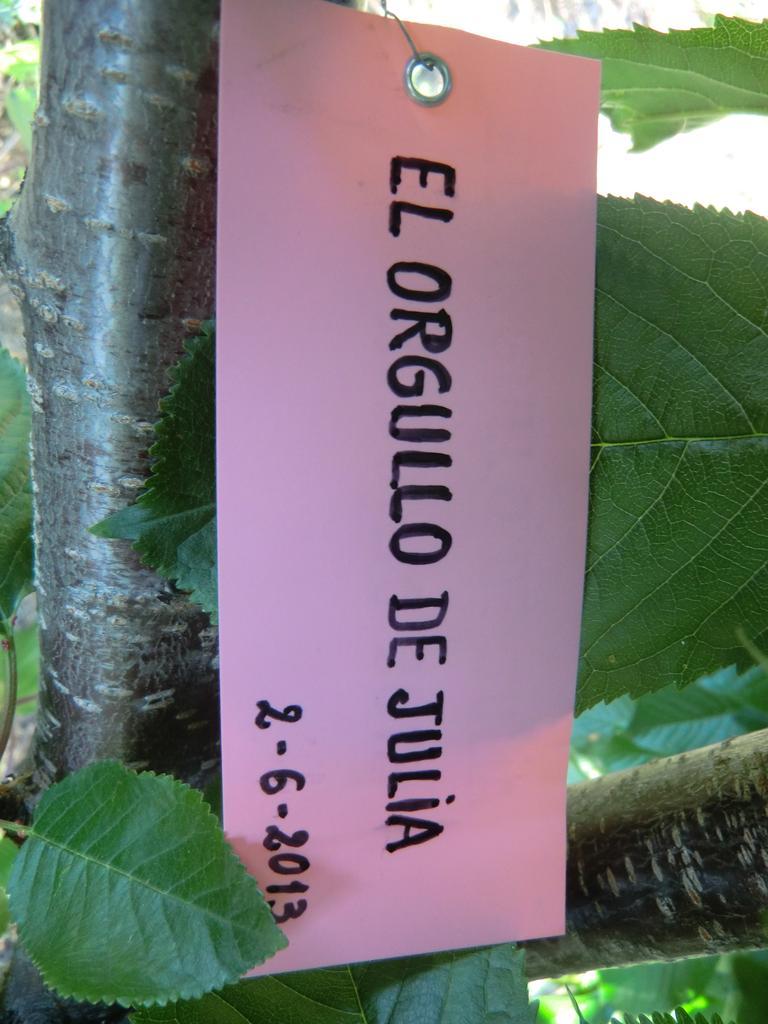 EL ORGULLO DE JULIA
2-6-2013